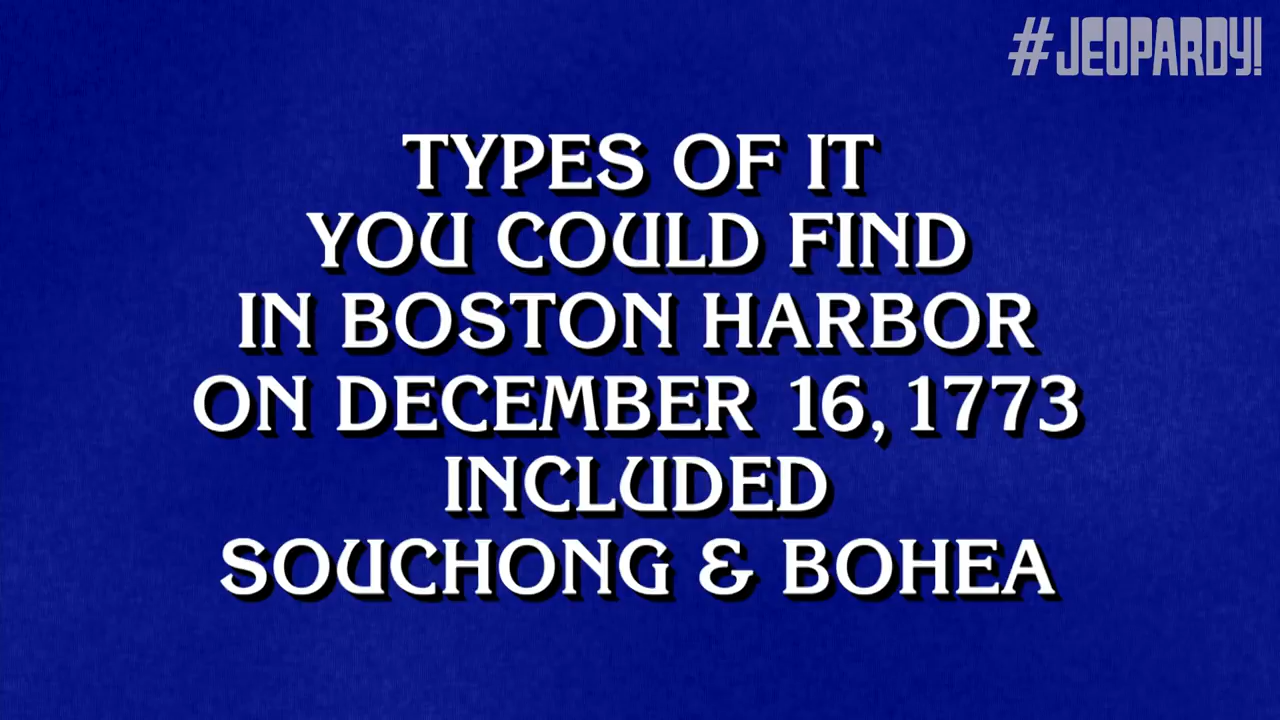 #JEOPARDY!
TYPES OF IT
YOU COULD FIND
IN BOSTON HARBOR
ON DECEMBER 16, 1773
INCLUDED
SOUCHONG & BOHEA